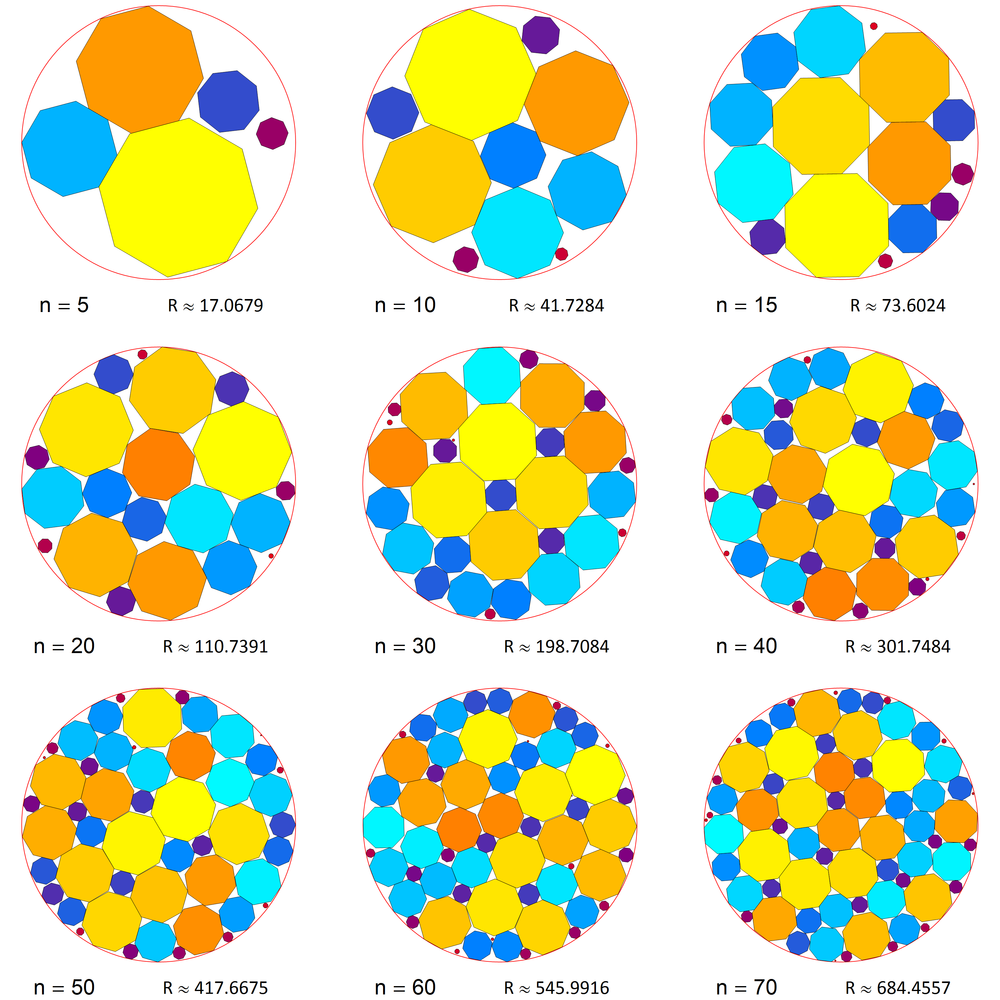 n = 5 R ≈ 17.0679 n = 10 R ≈ 41.7284 n = 15 R ≈ 73.6024
n = 20 R ≈ 110.7391 n = 30 R ≈ 198.7084 n = 40 R ≈ 301.7484
n = 50 R ≈ 417.6675 n = 60 R ≈ 545.9916 n = 70 R ≈ 684.4557